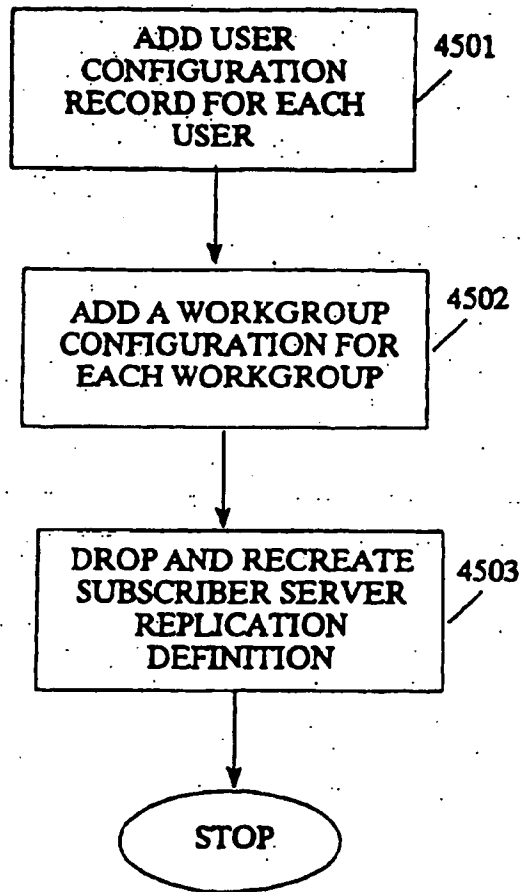 ADD USER
CONFIGURATION
RECORD FOR EACH
USER
4501
ADD A WORKGROUP
CONFIGURATION FOR
EACH WORKGROUP
4502
DROP AND RECREATE
SUBSCRIBER SERVER
REPLICATION
DEFINITION
4503
STOP